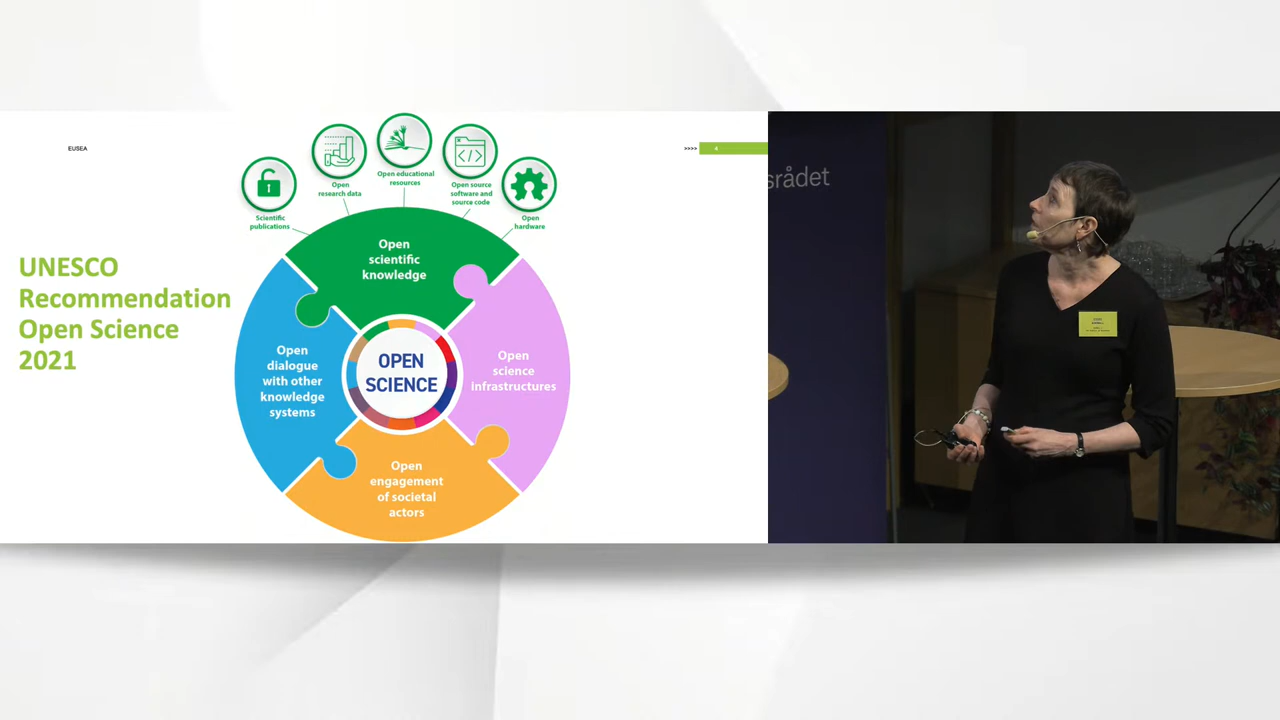 EUSEA
>>>>
4
UNESCO
Recommendation
Open Science
2021
Scientific
publications
Open
research data
Open educational
resources
Open source
software and
source code
Open
hardware
Open
scientific
knowledge
Open
dialogue
with other
knowledge
systems
OPEN
SCIENCE
Open
science
infrastructures
Open
engagement
of societal
actors
srådet